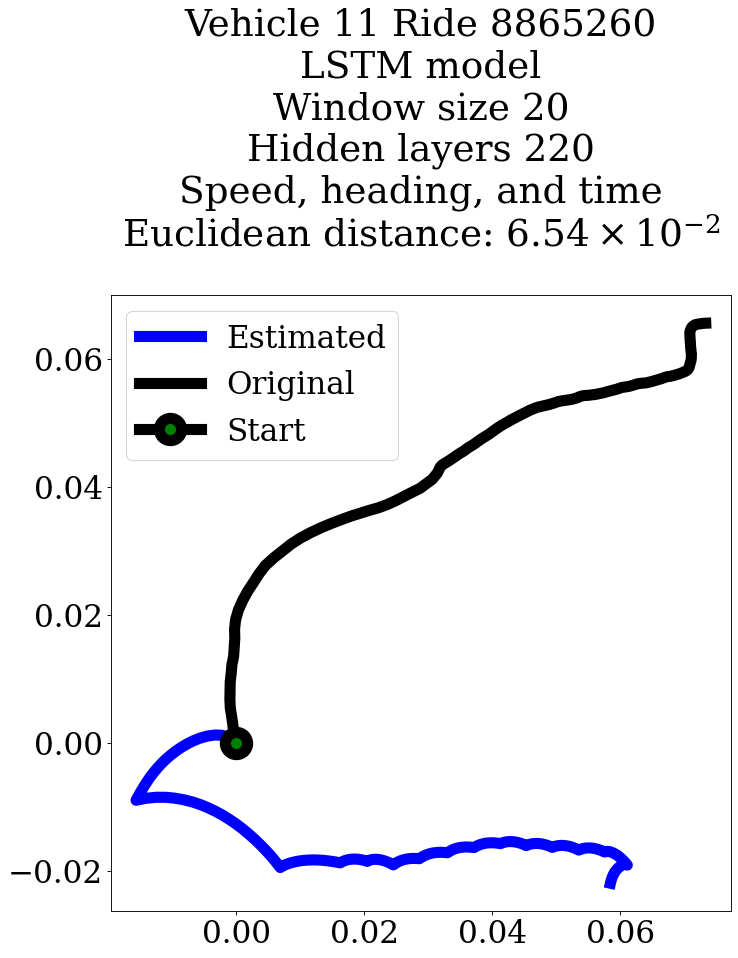 Vehicle 11 Ride 8865260
LSTM model
Window size 20
Hidden layers 220
Speed, heading, and time
Euclidean distance: 6.54 × 10⁻²
Estimated
Original
Start
0.06
0.04
0.02
0.00
−0.02
0.00 0.02 0.04 0.06